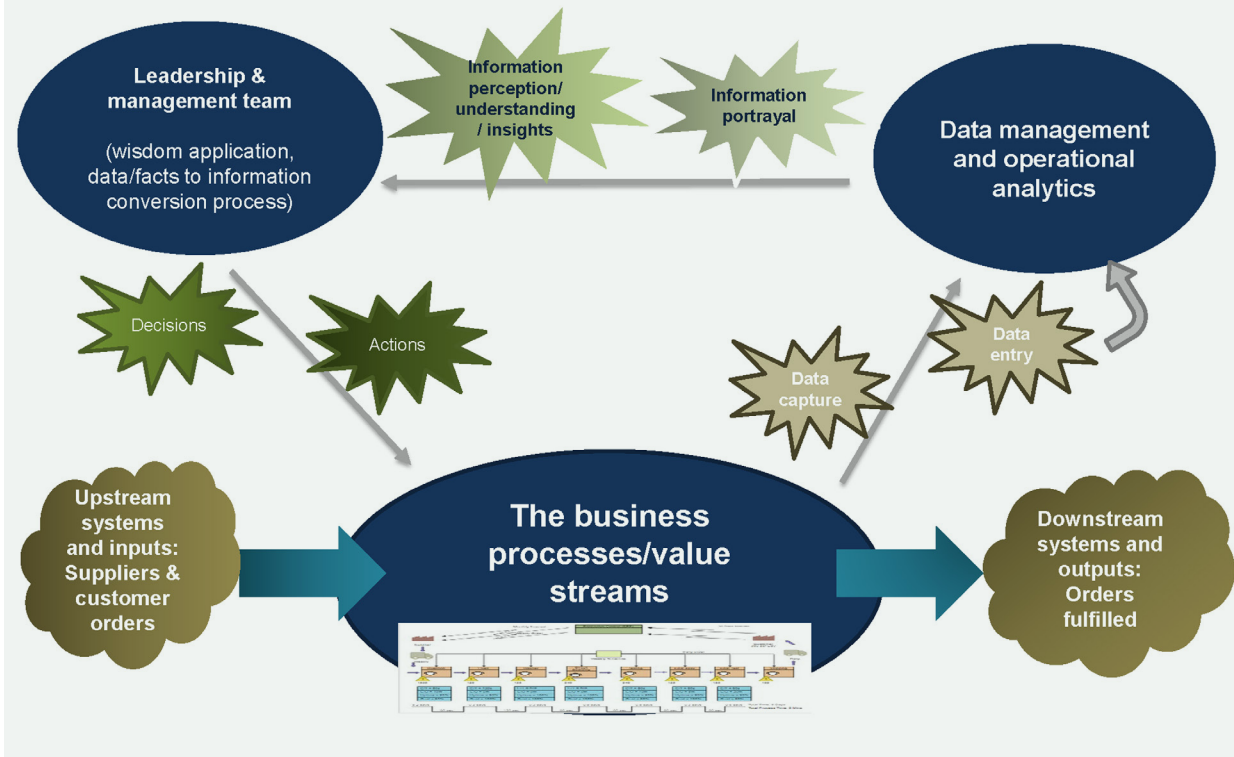 Leadership &
management team
(wisdom application,
data/facts to information
conversion process)
Information
perception/
understanding
/ insights
Information
portrayal
Data management
and operational
analytics
Decisions
Actions
Data
capture
Data
entry
Upstream
systems
and inputs:
Suppliers &
customer
orders
The business
processes/value
streams
Downstream
systems and
outputs:
Orders
fulfilled